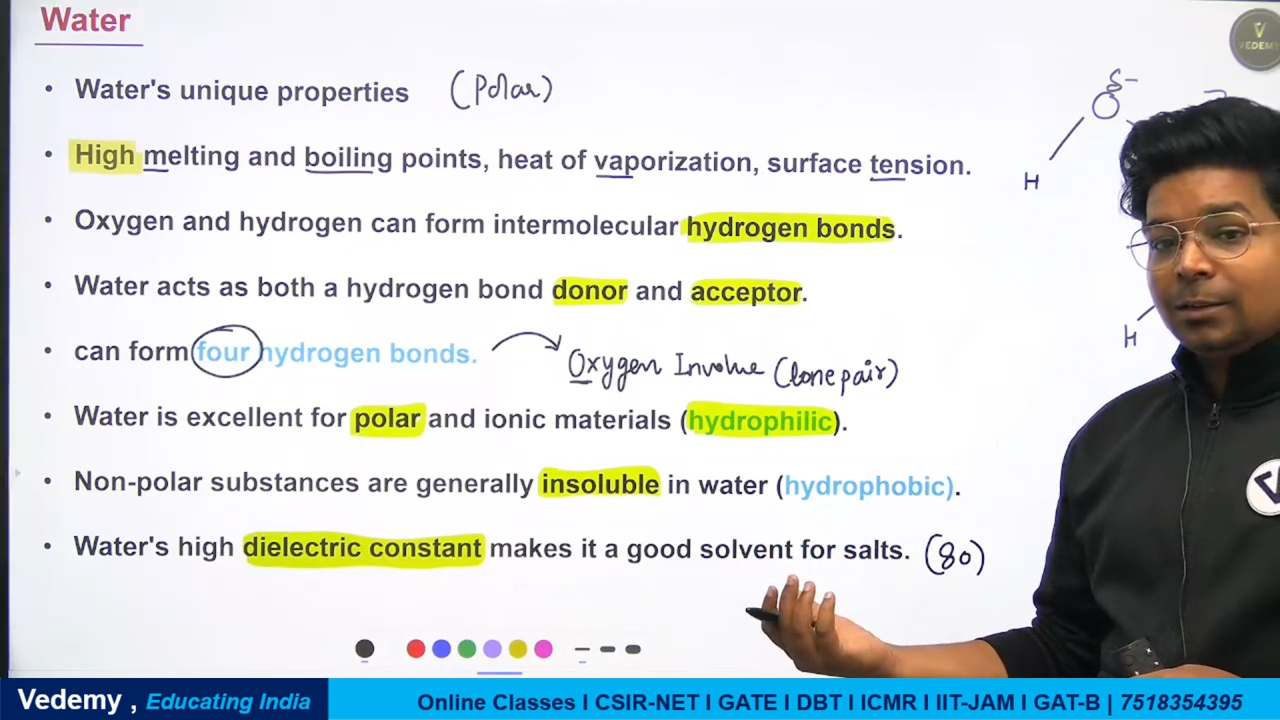 Water
VEDEMY
• Water's unique properties (Polar)
δ-
O
• High melting and boiling points, heat of vaporization, surface tension.
H
• Oxygen and hydrogen can form intermolecular hydrogen bonds.
• Water acts as both a hydrogen bond donor and acceptor.
H
• can form four hydrogen bonds.
Oxygen Involve (lone pair)
• Water is excellent for polar and ionic materials (hydrophilic).
• Non-polar substances are generally insoluble in water (hydrophobic).
• Water's high dielectric constant makes it a good solvent for salts. (80)
Vedemy , Educating India
Online Classes I CSIR-NET I GATE I DBT I ICMR I IIT-JAM I GAT-B | 7518354395